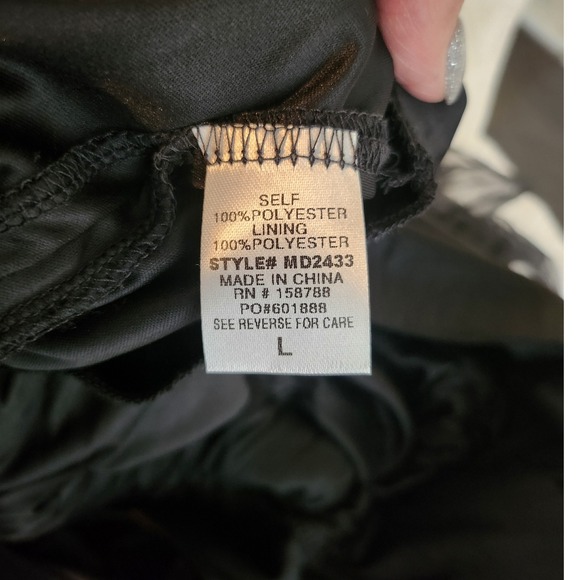 SELF
100%POLYESTER
LINING
100%POLYESTER
STYLE# MD2433
MADE IN CHINA
RN # 158788
PO#601888
SEE REVERSE FOR CARE
L